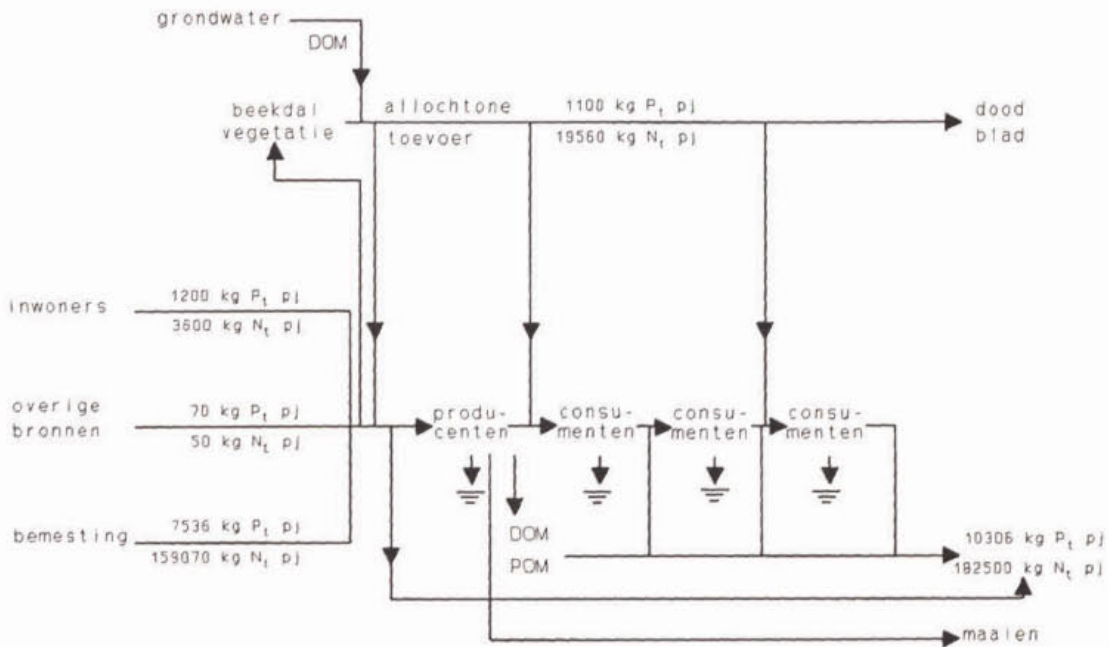 grondwater
DOM
beekdal
vegetatie
allochtone
toevoer
1100 kg Pt pj
19560 kg Nt pj
dood
blad
inwoners
1200 kg Pt pj
3600 kg Nt pj
overige
bronnen
70 kg Pt pj
50 kg Nt pj
produ-
centen
consu-
menten
consu-
menten
consu-
menten
bemesting
7536 kg Pt pj
159070 kg Nt pj
DOM
POM
10306 kg Pt pj
182500 kg Nt pj
maaien